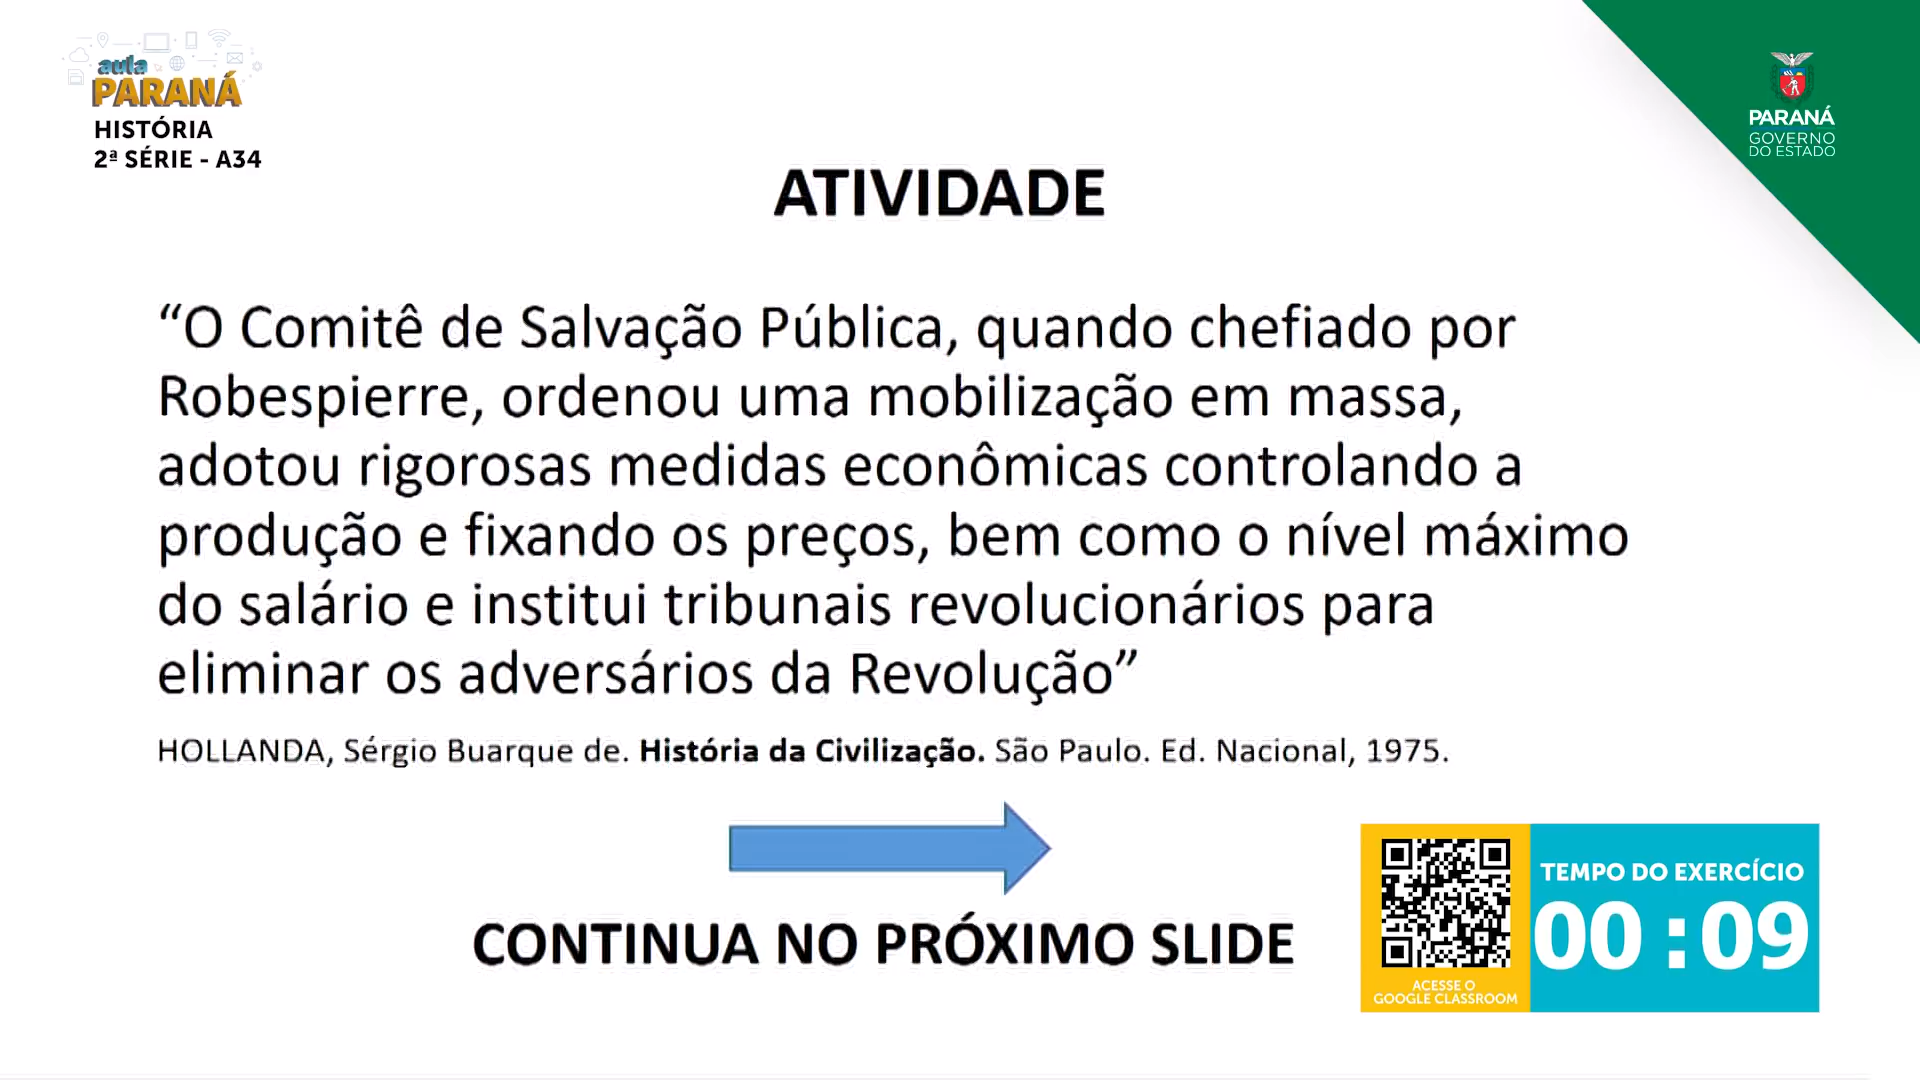 aula
PARANÁ
HISTÓRIA
2ª SÉRIE - A34
PARANÁ
GOVERNO
DO ESTADO
ATIVIDADE
“O Comitê de Salvação Pública, quando chefiado por
Robespierre, ordenou uma mobilização em massa,
adotou rigorosas medidas econômicas controlando a
produção e fixando os preços, bem como o nível máximo
do salário e institui tribunais revolucionários para
eliminar os adversários da Revolução”
HOLLANDA, Sérgio Buarque de. História da Civilização. São Paulo. Ed. Nacional, 1975.
CONTINUA NO PRÓXIMO SLIDE
TEMPO DO EXERCÍCIO
00:09
ACESSE O
GOOGLE CLASSROOM